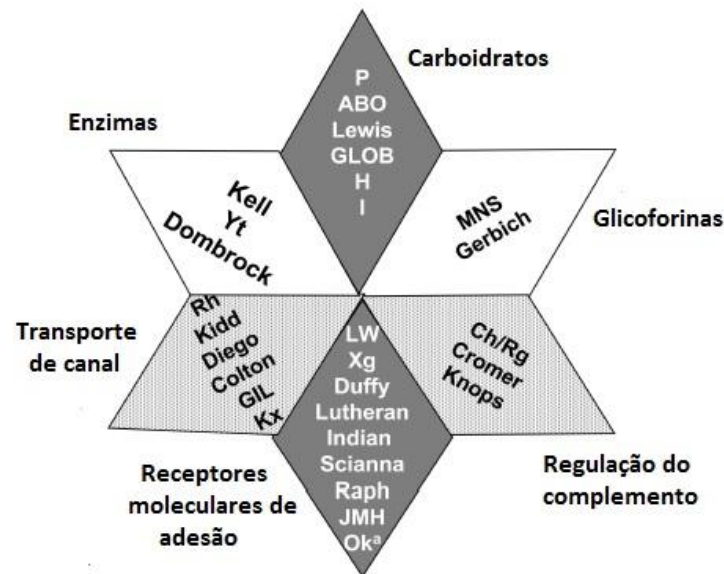 Carboidratos
P
ABO
Lewis
GLOB
H
I
Enzimas
Kell
Yt
Dombrock
MNS
Gerbich
Glicoforinas
Transporte
de canal
Rh
Kidd
Diego
Colton
GIL
Kx
LW
Xg
Duffy
Lutheran
Indian
Scianna
Raph
JMH
Okª
Ch/Rg
Cromer
Knops
Receptores
moleculares de
adesão
Regulação do
complemento